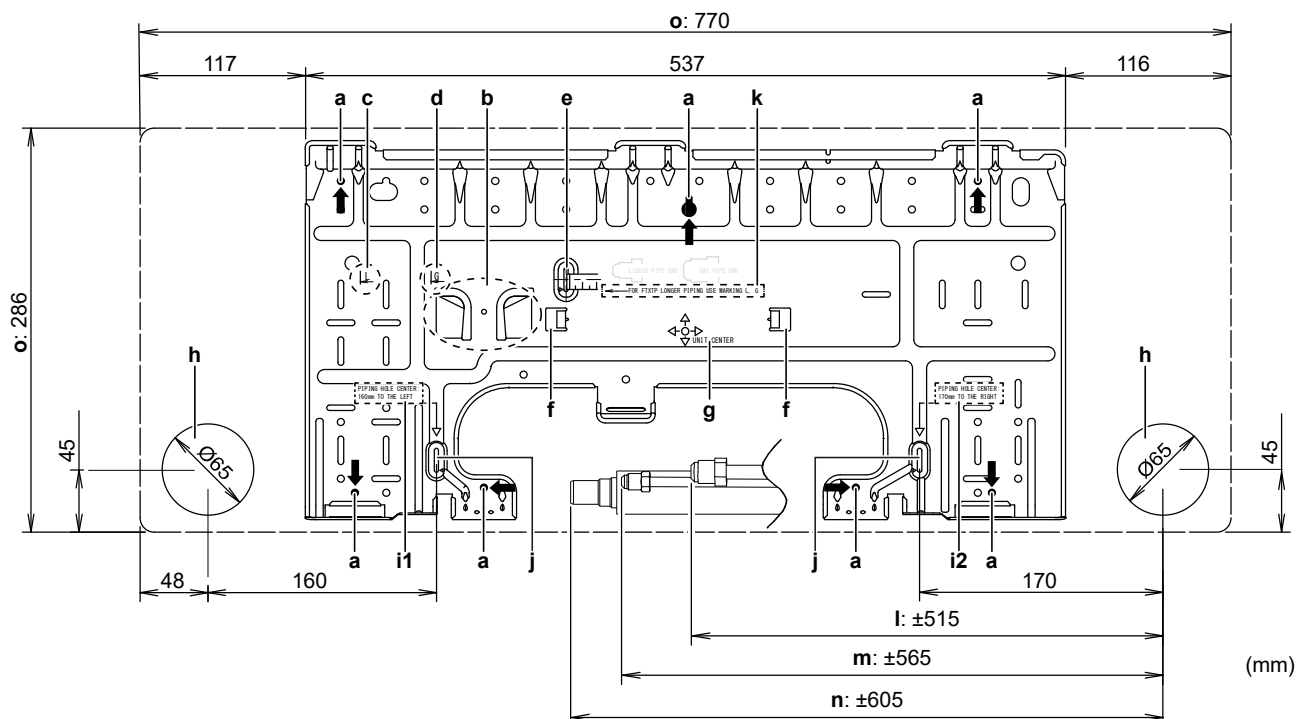 o: 770
117
537
116
a
c
d
b
e
a
k
a
L
G
LIQUID PIPE END
GAS PIPE END
FOR FTXTP LONGER PIPING USE MARKING L, G
o: 286
UNIT CENTER
h
h
PIPING HOLE CENTER:
160mm TO THE LEFT
f
g
f
PIPING HOLE CENTER:
170mm TO THE RIGHT
45
Ø65
Ø65
45
a
i1
a
j
j
a
i2
a
48
160
170
l: ±515
m: ±565
(mm)
n: ±605